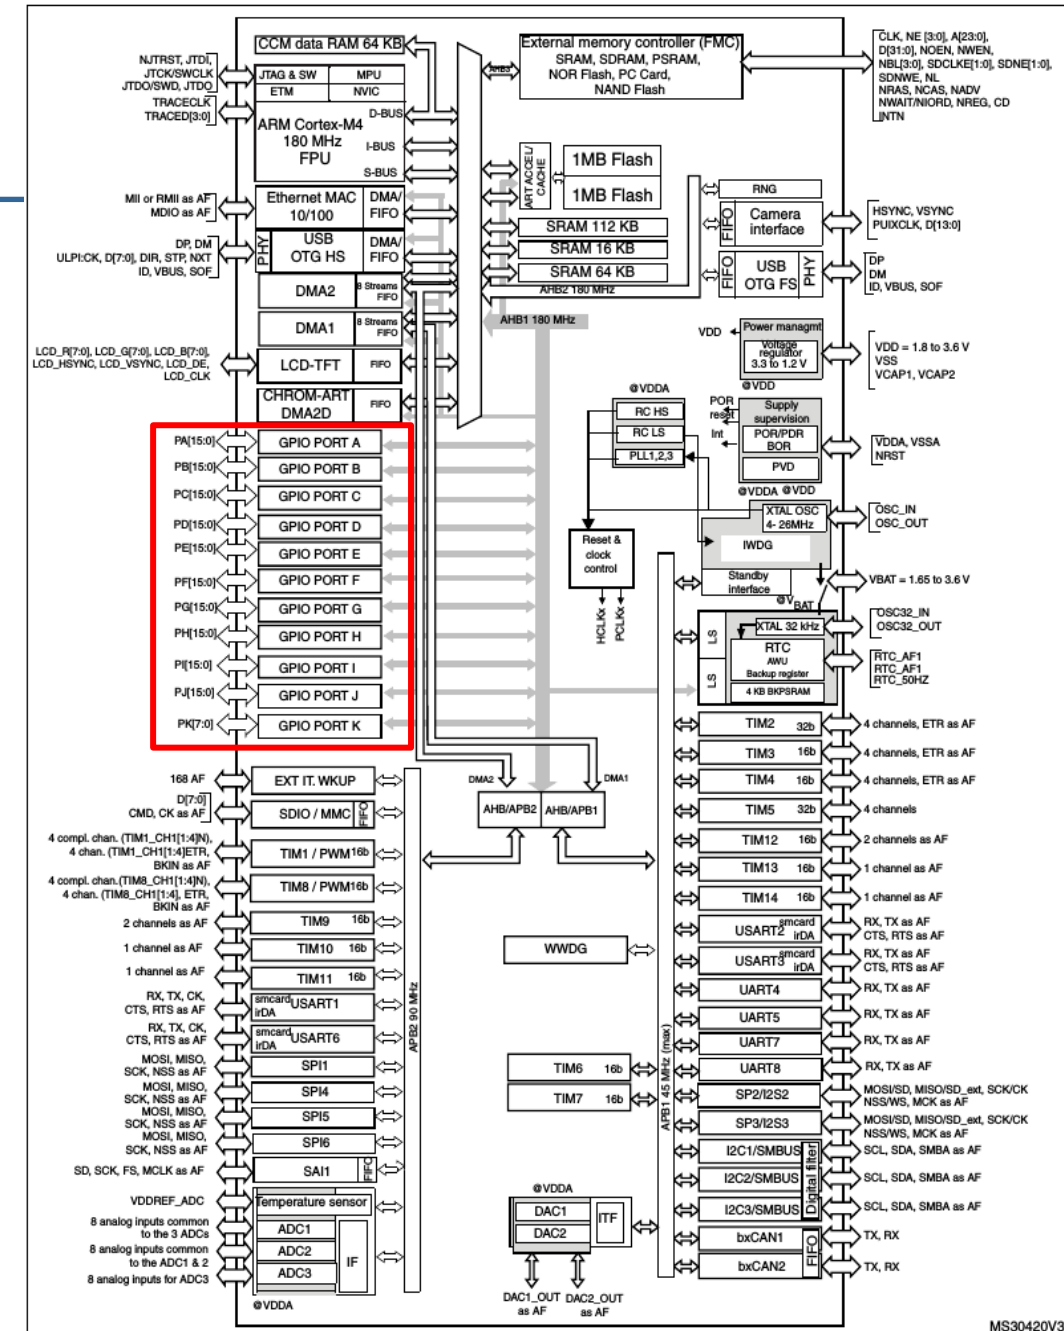 CCM data RAM 64 KB
External memory controller (FMC)
SRAM, SDRAM, PSRAM,
NOR Flash, PC Card,
NAND Flash
CLK, NE [3:0], A[23:0],
D[31:0], NOEN, NWEN,
NBL[3:0], SDCLKE[1:0], SDNE[1:0],
SDNWE, NL
NRAS, NCAS, NADV
NWAIT/NIORD, NREG, CD
INTN
AHB3
NJTRST, JTDI,
JTCK/SWCLK
JTDO/SWD, JTDO
TRACECLK
TRACED[3:0]
JTAG & SW
MPU
ETM
NVIC
ARM Cortex-M4
180 MHz
FPU
D-BUS
I-BUS
S-BUS
ART ACCEL/
CACHE
1MB Flash
1MB Flash
SRAM 112 KB
SRAM 16 KB
SRAM 64 KB
AHB2 180 MHz
AHB1 180 MHz
MII or RMII as AF
MDIO as AF
Ethernet MAC
10/100
DMA/
FIFO
DP, DM
ULPI:CK, D[7:0], DIR, STP, NXT
ID, VBUS, SOF
PHY
USB
OTG HS
DMA/
FIFO
DMA2
8 Streams
FIFO
DMA1
8 Streams
FIFO
LCD_R[7:0], LCD_G[7:0], LCD_B[7:0],
LCD_HSYNC, LCD_VSYNC, LCD_DE,
LCD_CLK
LCD-TFT
FIFO
CHROM-ART
DMA2D
FIFO
RNG
FIFO
Camera
interface
HSYNC, VSYNC
PUIXCLK, D[13:0]
FIFO
USB
OTG FS
PHY
DP
DM
ID, VBUS, SOF
VDD
Power managmt
Voltage
regulator
3.3 to 1.2 V
@VDD
VDD = 1.8 to 3.6 V
VSS
VCAP1, VCAP2
@VDDA
RC HS
RC LS
PLL1,2,3
POR
reset
Int
Supply
supervision
POR/PDR
BOR
PVD
@VDDA @VDD
VDDA, VSSA
NRST
XTAL OSC
4- 26MHz
OSC_IN
OSC_OUT
IWDG
Reset &
clock
control
HCLKx
PCLKx
Standby
interface
@VBAT
VBAT = 1.65 to 3.6 V
LS
LS
XTAL 32 kHz
OSC32_IN
OSC32_OUT
RTC
AWU
Backup register
4 KB BKPSRAM
RTC_AF1
RTC_AF1
RTC_50HZ
PA[15:0] GPIO PORT A
PB[15:0] GPIO PORT B
PC[15:0] GPIO PORT C
PD[15:0] GPIO PORT D
PE[15:0] GPIO PORT E
PF[15:0] GPIO PORT F
PG[15:0] GPIO PORT G
PH[15:0] GPIO PORT H
PI[15:0] GPIO PORT I
PJ[15:0] GPIO PORT J
PK[7:0] GPIO PORT K
DMA2
DMA1
AHB/APB2
AHB/APB1
168 AF
EXT IT. WKUP
D[7:0]
CMD, CK as AF
SDIO / MMC
FIFO
4 compl. chan. (TIM1_CH1[1:4]N),
4 chan. (TIM1_CH1[1:4]ETR,
BKIN as AF
TIM1 / PWM 16b
4 compl. chan.(TIM8_CH1[1:4]N),
4 chan. (TIM8_CH1[1:4], ETR,
BKIN as AF
TIM8 / PWM 16b
2 channels as AF
TIM9 16b
1 channel as AF
TIM10 16b
1 channel as AF
TIM11 16b
RX, TX, CK,
CTS, RTS as AF
smcard
irDA
USART1
RX, TX, CK,
CTS, RTS as AF
smcard
irDA
USART6
MOSI, MISO,
SCK, NSS as AF
SPI1
MOSI, MISO,
SCK, NSS as AF
SPI4
MOSI, MISO,
SCK, NSS as AF
SPI5
MOSI, MISO,
SCK, NSS as AF
SPI6
SD, SCK, FS, MCLK as AF
SAI1
FIFO
VDDREF_ADC
Temperature sensor
8 analog inputs common
to the 3 ADCs
ADC1
8 analog inputs common
to the ADC1 & 2
ADC2
8 analog inputs for ADC3
ADC3
IF
@VDDA
APB2 90 MHz
WWDG
TIM6 16b
TIM7 16b
@VDDA
DAC1
DAC2
ITF
DAC1_OUT
as AF
DAC2_OUT
as AF
APB1 45 MHz (max)
TIM2 32b
4 channels, ETR as AF
TIM3 16b
4 channels, ETR as AF
TIM4 16b
4 channels, ETR as AF
TIM5 32b
4 channels
TIM12 16b
2 channels as AF
TIM13 16b
1 channel as AF
TIM14 16b
1 channel as AF
USART2
smcard
irDA
RX, TX as AF
CTS, RTS as AF
USART3
smcard
irDA
RX, TX as AF
CTS, RTS as AF
UART4
RX, TX as AF
UART5
RX, TX as AF
UART7
RX, TX as AF
UART8
RX, TX as AF
SP2/I2S2
MOSI/SD, MISO/SD_ext, SCK/CK
NSS/WS, MCK as AF
SP3/I2S3
MOSI/SD, MISO/SD_ext, SCK/CK
NSS/WS, MCK as AF
I2C1/SMBUS
SCL, SDA, SMBA as AF
I2C2/SMBUS
SCL, SDA, SMBA as AF
I2C3/SMBUS
SCL, SDA, SMBA as AF
Digital filter
bxCAN1
TX, RX
bxCAN2
TX, RX
FIFO
MS30420V3